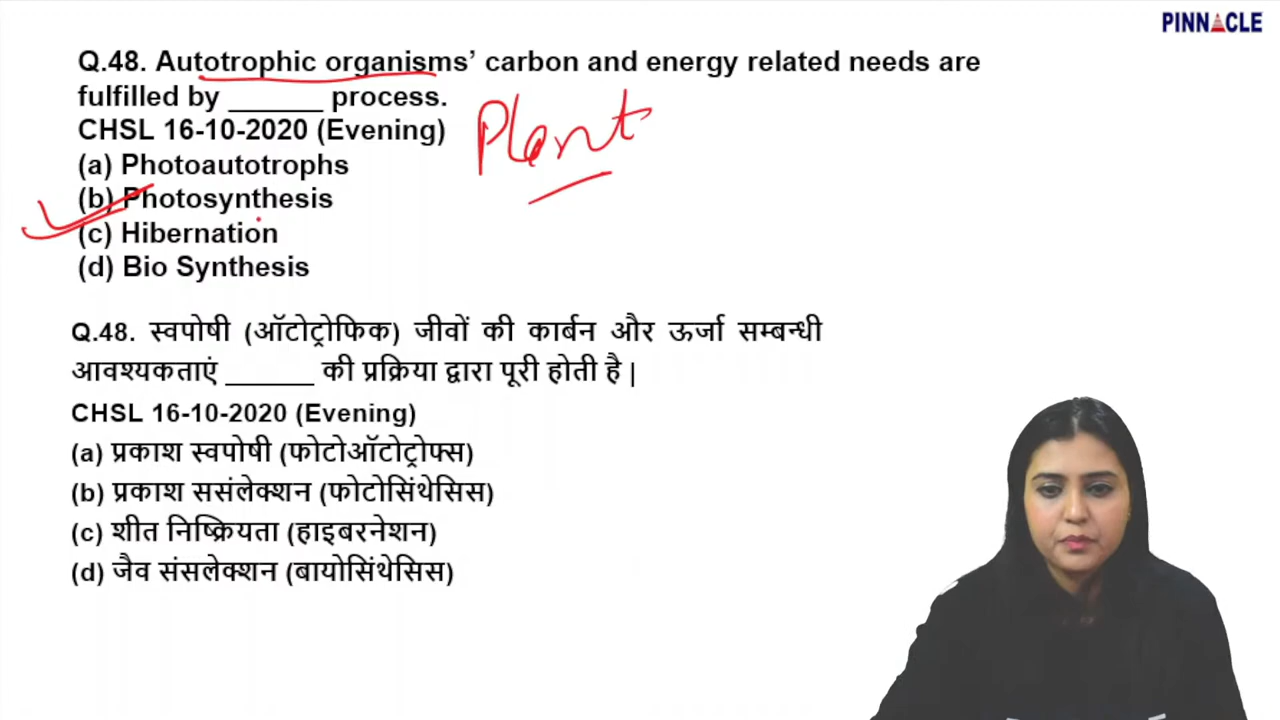 PINNACLE
Q.48. Autotrophic organisms’ carbon and energy related needs are
fulfilled by ______ process.
CHSL 16-10-2020 (Evening)
Plant
(a) Photoautotrophs
(b) Photosynthesis
(c) Hibernation
(d) Bio Synthesis
Q.48. स्वपोषी (ऑटोट्रोफिक) जीवों की कार्बन और ऊर्जा सम्बन्धी
आवश्यकताएं ______ की प्रक्रिया द्वारा पूरी होती है |
CHSL 16-10-2020 (Evening)
(a) प्रकाश स्वपोषी (फोटोऑटोट्रोफ्स)
(b) प्रकाश ससंलेक्शन (फोटोसिंथेसिस)
(c) शीत निष्क्रियता (हाइबरनेशन)
(d) जैव संसलेक्शन (बायोसिंथेसिस)